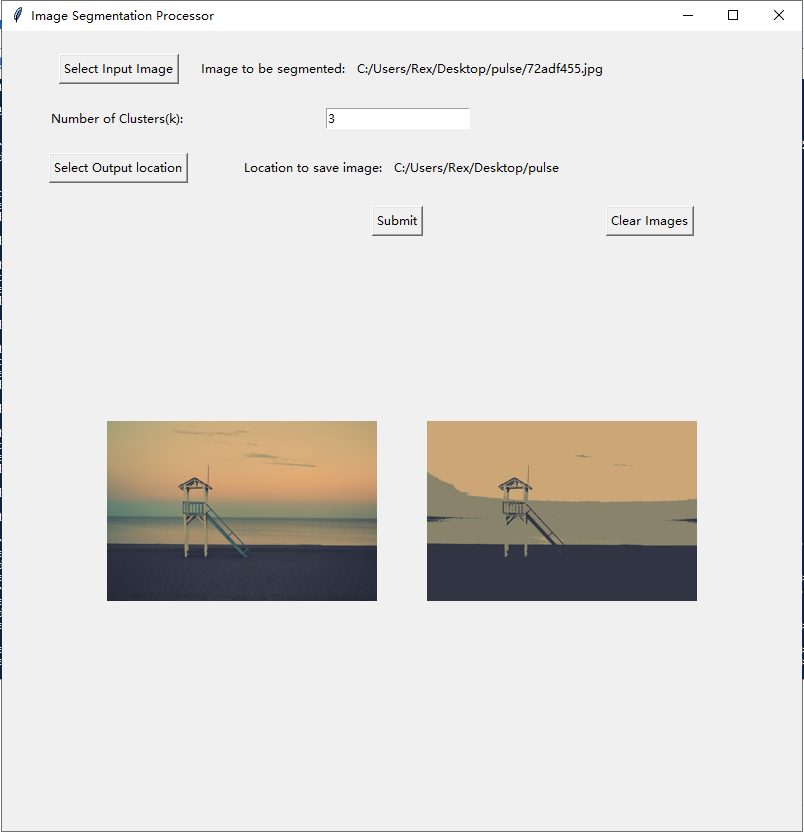 Image Segmentation Processor
Select Input Image Image to be segmented: C:/Users/Rex/Desktop/pulse/72adf455.jpg
Number of Clusters(k): 3
Select Output location Location to save image: C:/Users/Rex/Desktop/pulse
Submit Clear Images